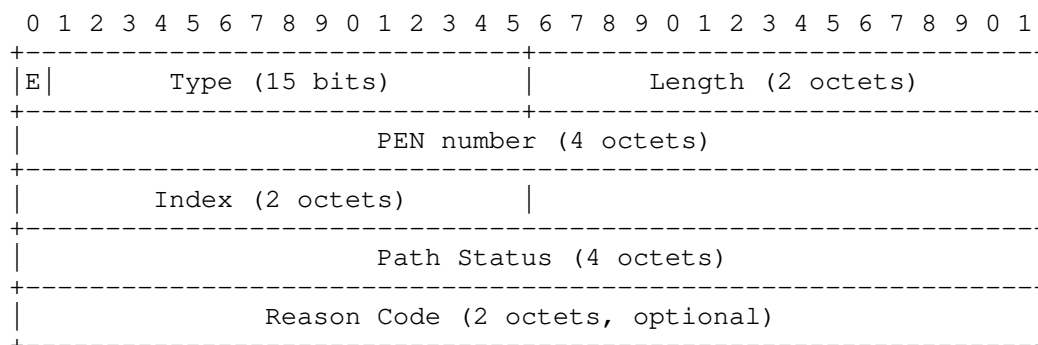 0 1 2 3 4 5 6 7 8 9 0 1 2 3 4 5 6 7 8 9 0 1 2 3 4 5 6 7 8 9 0 1
+-------------------------------+--------------------------------
|E|       Type (15 bits)        |       Length (2 octets)
+-------------------------------+--------------------------------
|                     PEN number (4 octets)
+----------------------------------------------------------------
|        Index (2 octets)       |
+----------------------------------------------------------------
|                     Path Status (4 octets)
+----------------------------------------------------------------
|              Reason Code (2 octets, optional)
+----------------------------------------------------------------